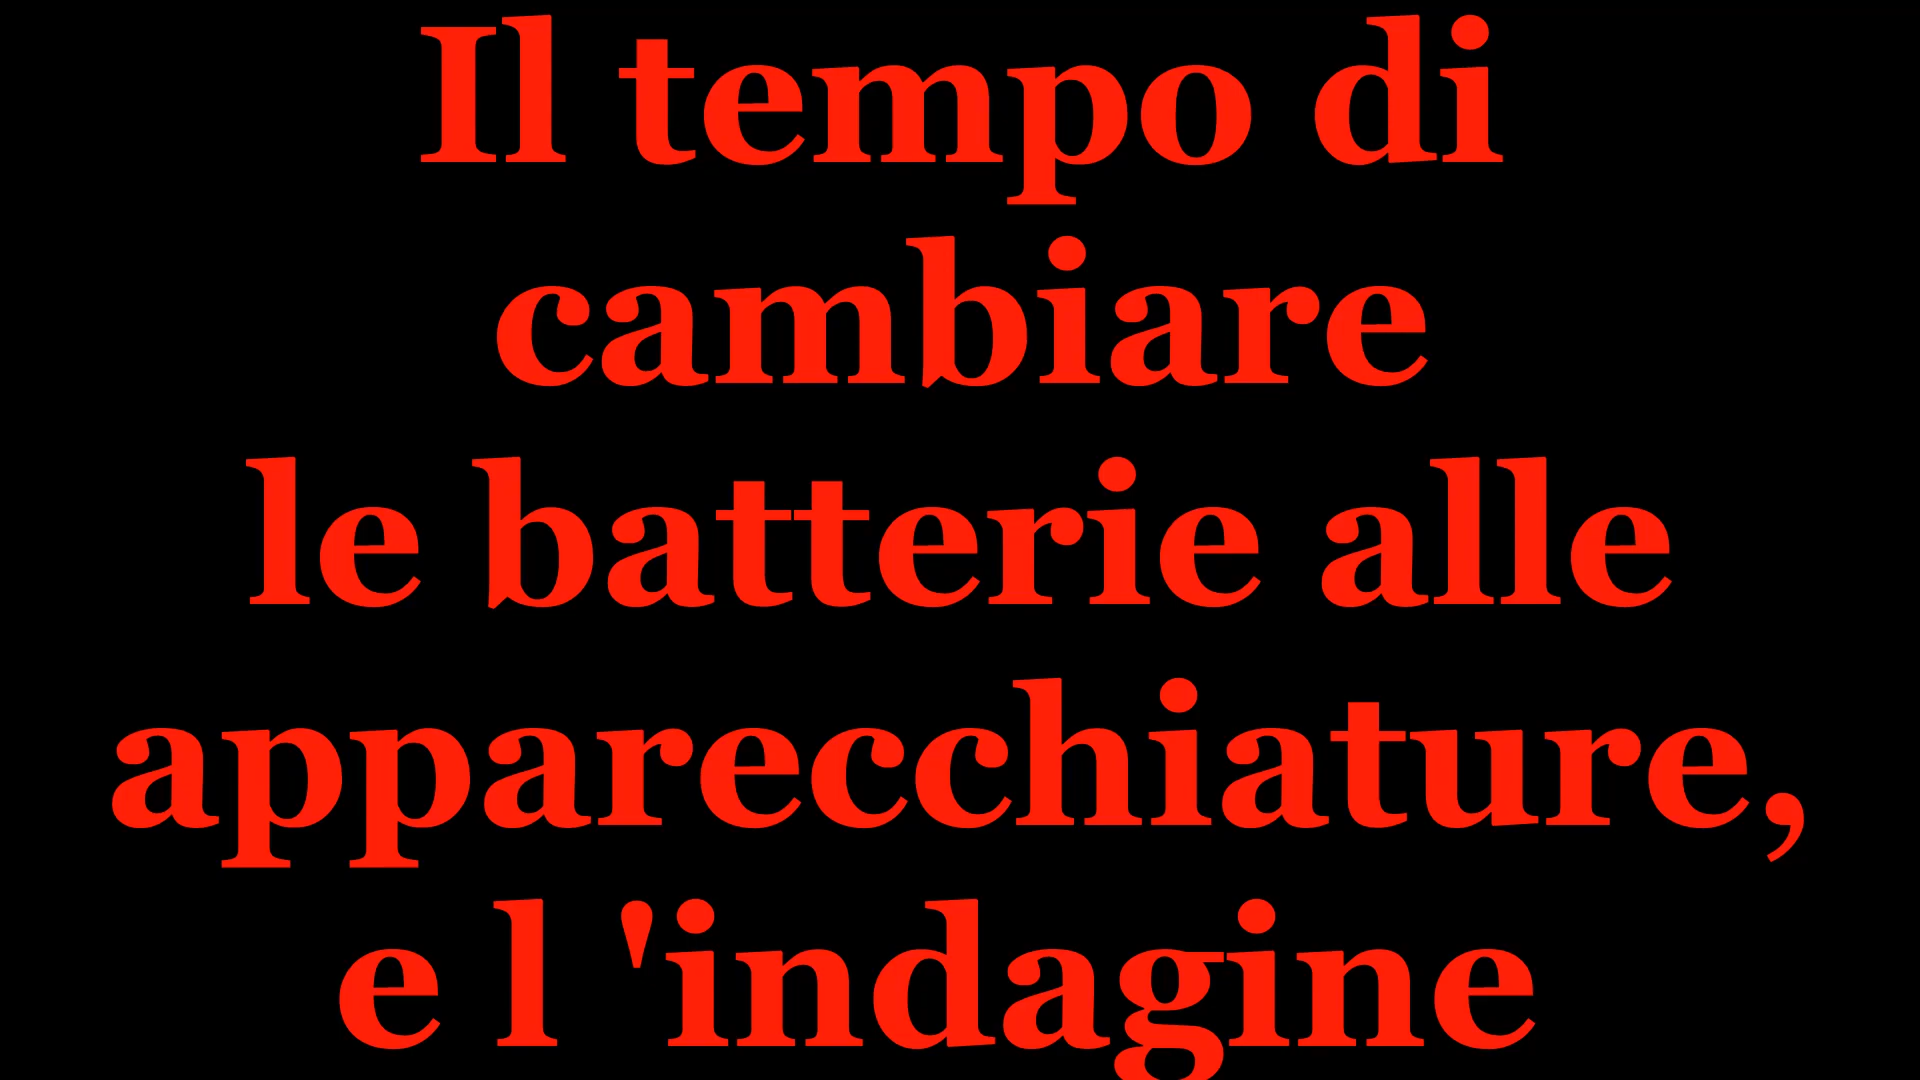 Il tempo di
cambiare
le batterie alle
apparecchiature,
e l 'indagine